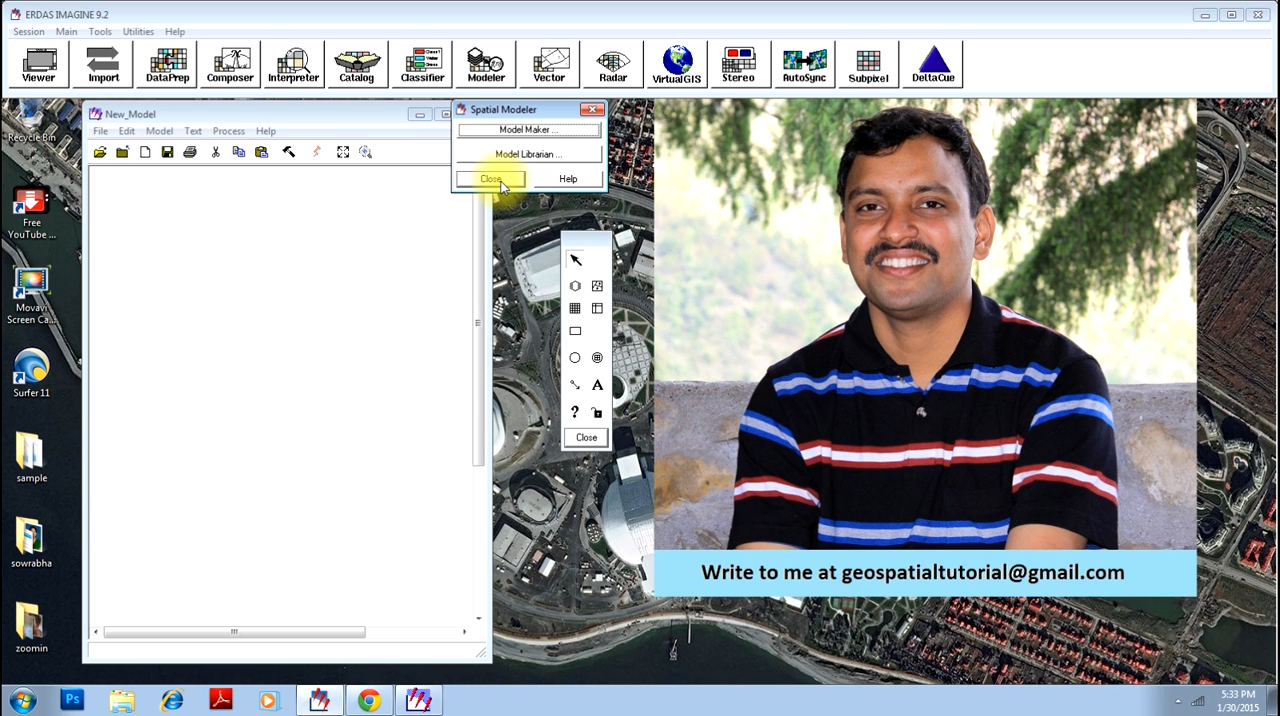 ERDAS IMAGINE 9.2
Session Main Tools Utilities Help
Viewer Import DataPrep Composer Interpreter Catalog Classifier Modeler Vector Radar VirtualGIS Stereo AutoSync Subpixel DeltaCue
Recycle Bin
New_Model
File Edit Model Text Process Help
Spatial Modeler
Model Maker ...
Model Librarian ...
Close Help
Free
YouTube ...
Movavi
Screen Ca...
Surfer 11
sample
sowrabha
zoomin
A
?
Close
Write to me at geospatialtutorial@gmail.com
Ps
5:33 PM
1/30/2015